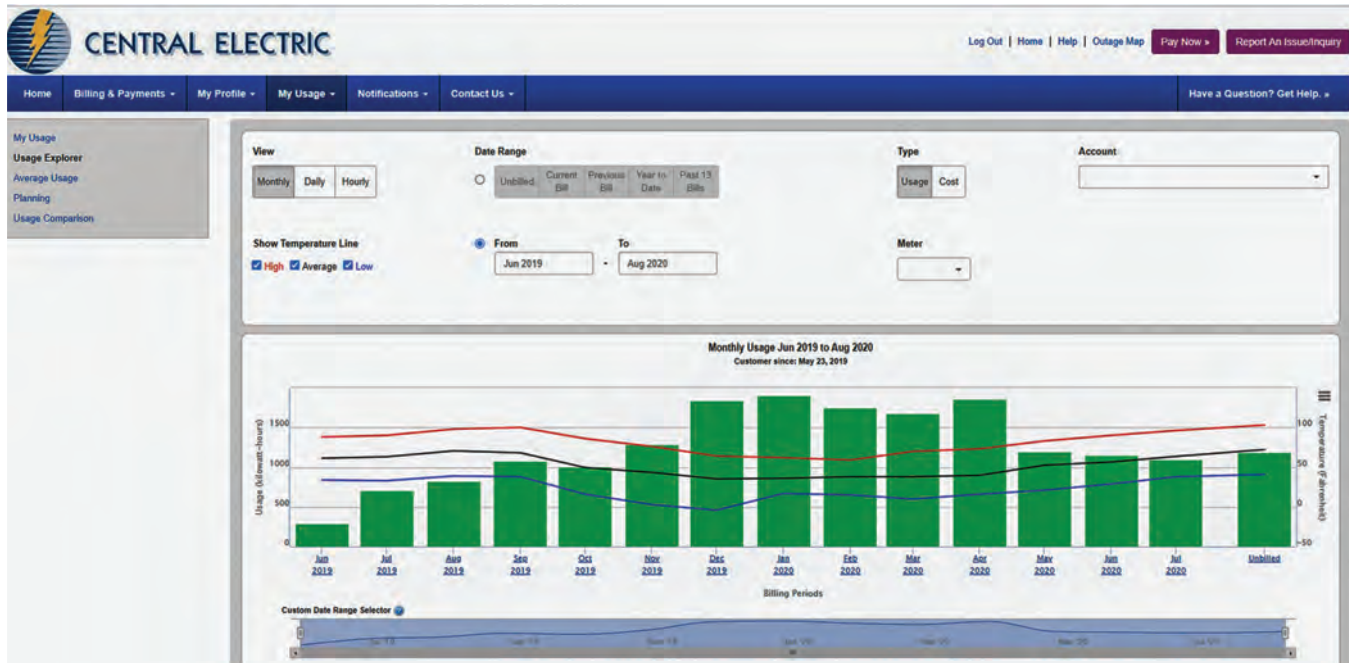 CENTRAL ELECTRIC
Log Out | Home | Help | Outage Map Pay Now » Report An Issue/Inquiry
Home Billing & Payments My Profile My Usage Notifications Contact Us Have a Question? Get Help. »
My Usage
Usage Explorer
Average Usage
Planning
Usage Comparison
View Date Range Type Account
Monthly Daily Hourly Unbilled Current Bill Previous Bill Year to Date Past 13 Bills Usage Cost
Show Temperature Line From To Meter
High Average Low Jun 2019 - Aug 2020
Monthly Usage Jun 2019 to Aug 2020
Customer since: May 23, 2019
Usage (kilowatt-hours)
1500
1000
500
0
Temperature (Fahrenheit)
100
50
0
-50
Jun 2019 Jul 2019 Aug 2019 Sep 2019 Oct 2019 Nov 2019 Dec 2019 Jan 2020 Feb 2020 Mar 2020 Apr 2020 May 2020 Jun 2020 Jul 2020 Unbilled
Billing Periods
Custom Date Range Selector